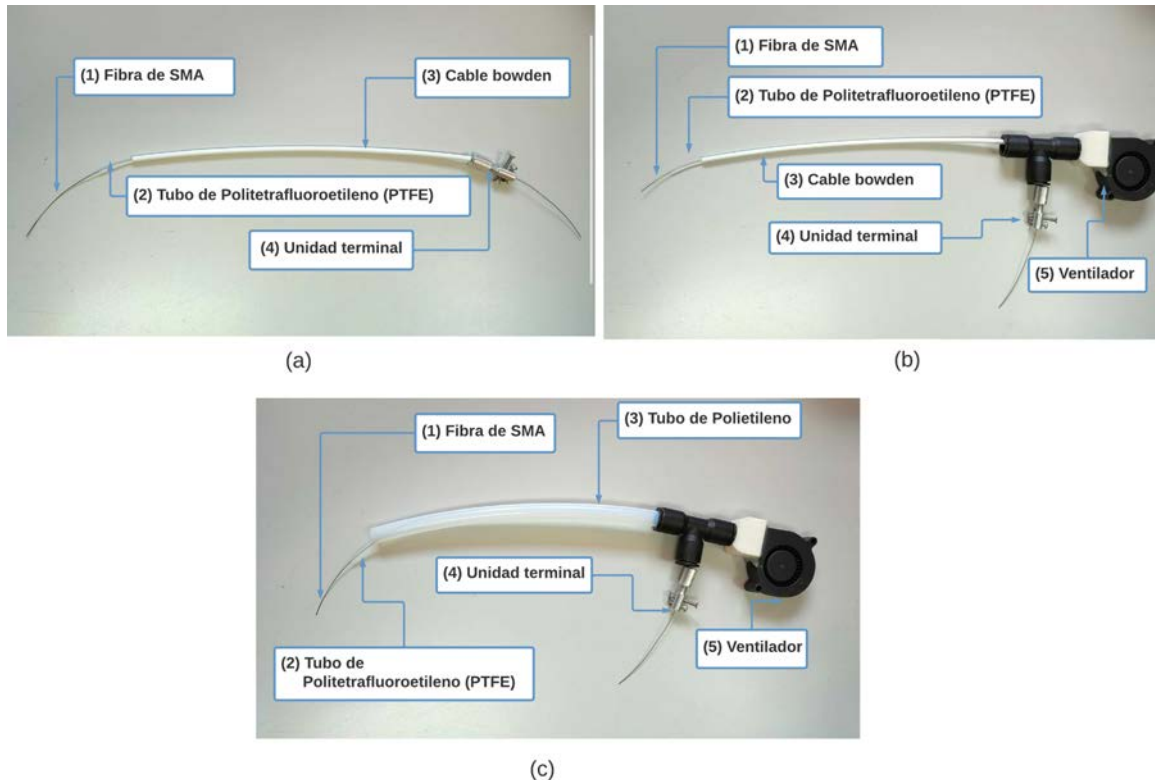 (1) Fibra de SMA
(3) Cable bowden
(2) Tubo de Politetrafluoroetileno (PTFE)
(4) Unidad terminal
(a)
(1) Fibra de SMA
(2) Tubo de Politetrafluoroetileno (PTFE)
(3) Cable bowden
(4) Unidad terminal
(5) Ventilador
(b)
(3) Tubo de Polietileno
(1) Fibra de SMA
(4) Unidad terminal
(5) Ventilador
(2) Tubo de
Politetrafluoroetileno (PTFE)
(c)